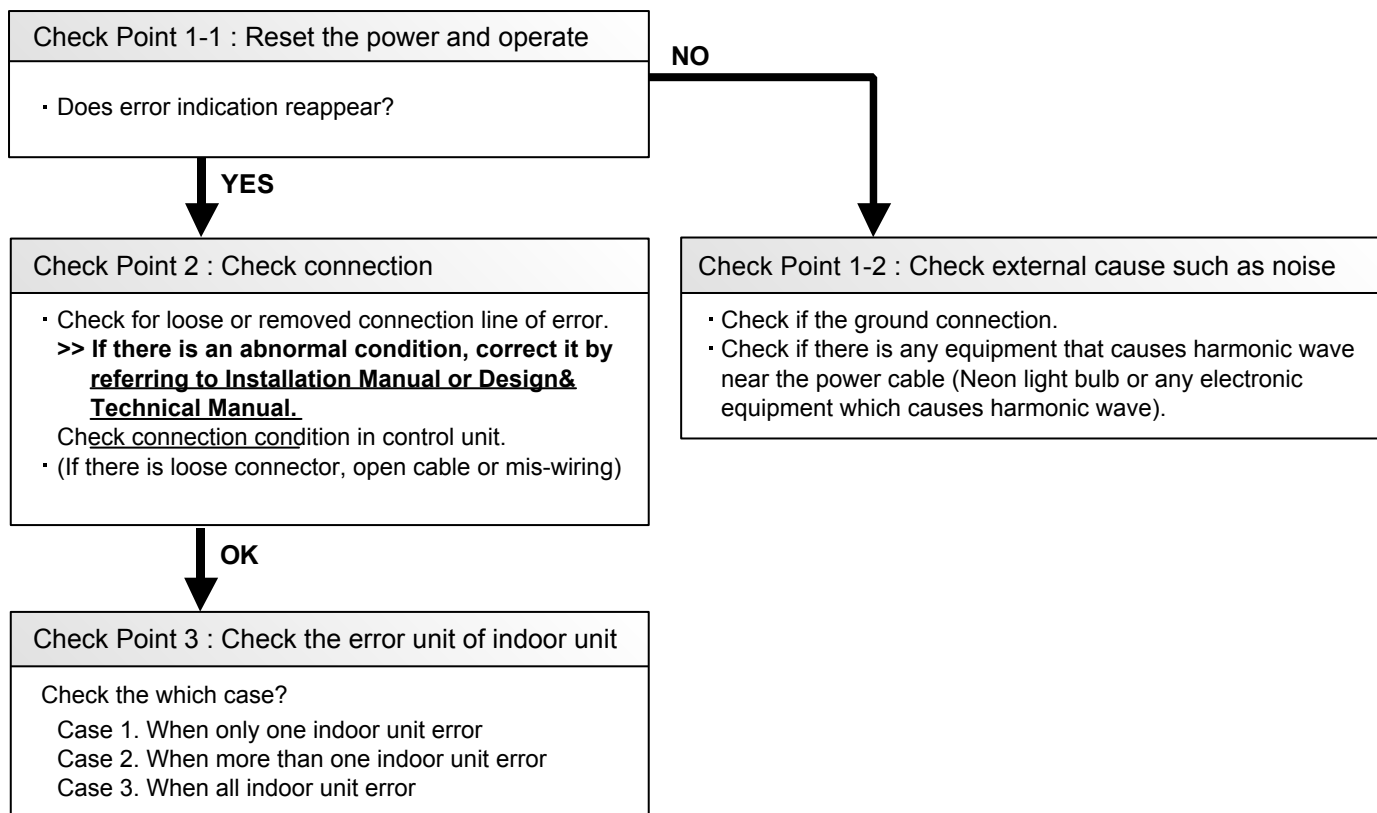 Check Point 1-1 : Reset the power and operate
· Does error indication reappear?
NO
YES
Check Point 2 : Check connection
· Check for loose or removed connection line of error.
>> If there is an abnormal condition, correct it by
referring to Installation Manual or Design&
Technical Manual.
Check connection condition in control unit.
· (If there is loose connector, open cable or mis-wiring)
Check Point 1-2 : Check external cause such as noise
· Check if the ground connection.
· Check if there is any equipment that causes harmonic wave
near the power cable (Neon light bulb or any electronic
equipment which causes harmonic wave).
OK
Check Point 3 : Check the error unit of indoor unit
Check the which case?
Case 1. When only one indoor unit error
Case 2. When more than one indoor unit error
Case 3. When all indoor unit error